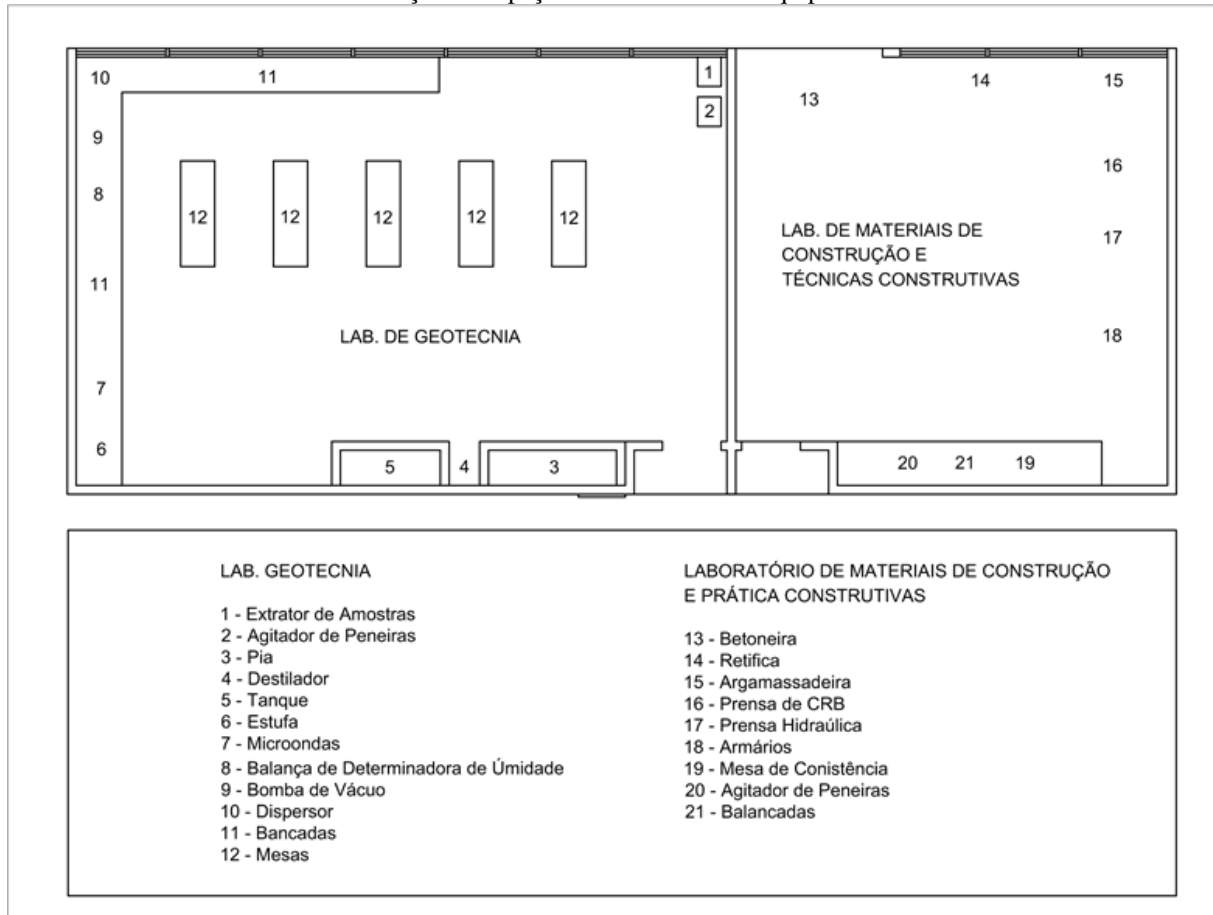 10
11
1
14
15
13
2
9
16
8
12
12
12
12
12
LAB. DE MATERIAIS DE
CONSTRUÇÃO E
TÉCNICAS CONSTRUTIVAS
17
11
LAB. DE GEOTECNIA
18
7
6
5
4
3
20
21
19
LAB. GEOTECNIA
1 - Extrator de Amostras
2 - Agitador de Peneiras
3 - Pia
4 - Destilador
5 - Tanque
6 - Estufa
7 - Microondas
8 - Balança de Determinadora de Úmidade
9 - Bomba de Vácuo
10 - Dispersor
11 - Bancadas
12 - Mesas
LABORATÓRIO DE MATERIAIS DE CONSTRUÇÃO
E PRÁTICA CONSTRUTIVAS
13 - Betoneira
14 - Retifica
15 - Argamassadeira
16 - Prensa de CRB
17 - Prensa Hidraúlica
18 - Armários
19 - Mesa de Conistência
20 - Agitador de Peneiras
21 - Balancadas